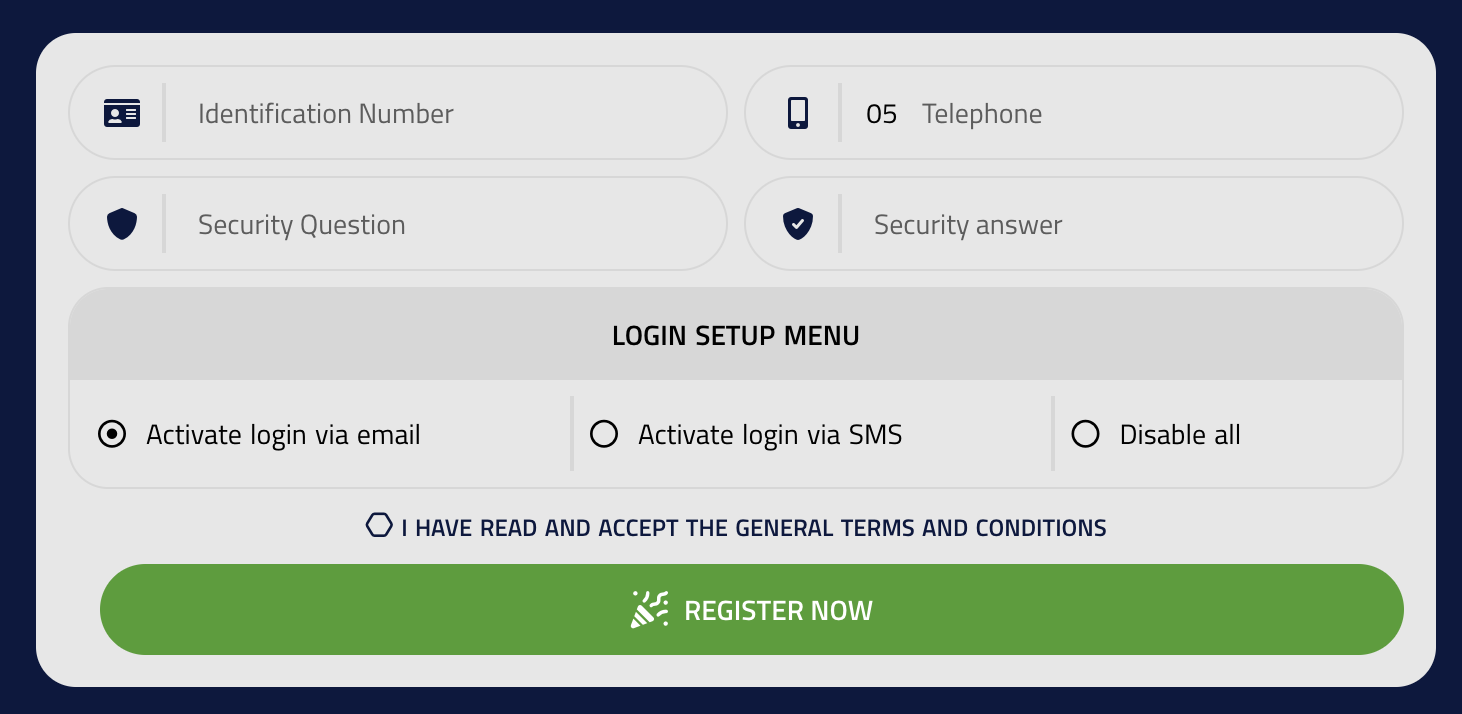 Identification Number
05 Telephone
Security Question
Security answer
LOGIN SETUP MENU
Activate login via email
Activate login via SMS
Disable all
I HAVE READ AND ACCEPT THE GENERAL TERMS AND CONDITIONS
REGISTER NOW